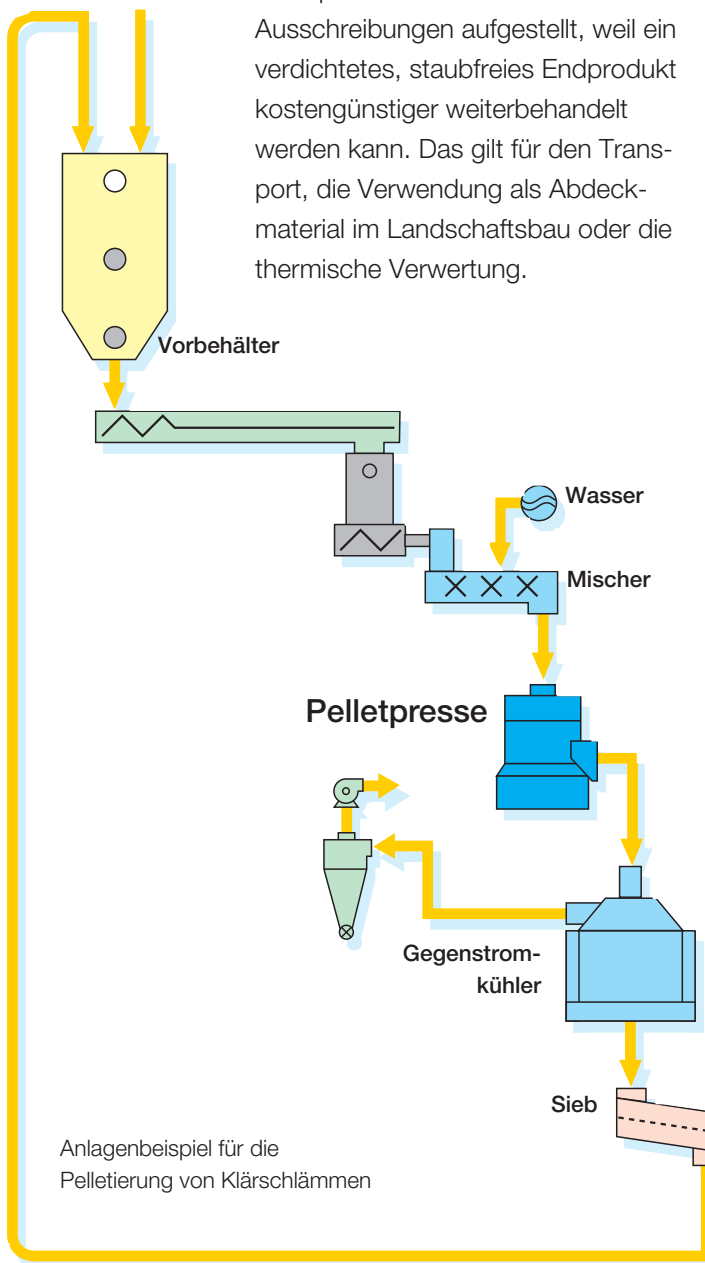 Ausschreibungen aufgestellt, weil ein
verdichtetes, staubfreies Endprodukt
kostengünstiger weiterbehandelt
werden kann. Das gilt für den Trans-
port, die Verwendung als Abdeck-
material im Landschaftsbau oder die
thermische Verwertung.
Vorbehälter
Wasser
Mischer
Pelletpresse
Gegenstrom-
kühler
Sieb
Anlagenbeispiel für die
Pelletierung von Klärschlämmen